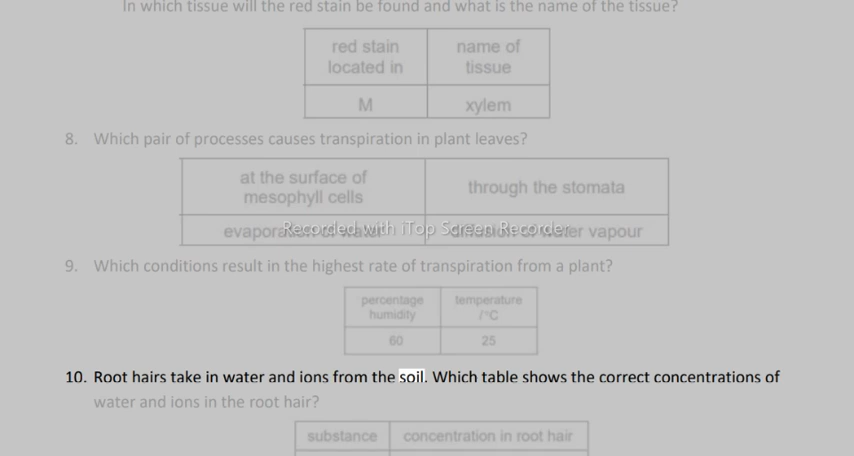 In which tissue will the red stain be found and what is the name of the tissue?
red stain located in
name of tissue
M
xylem
8. Which pair of processes causes transpiration in plant leaves?
at the surface of mesophyll cells
through the stomata
evaporation of water
diffusion of water vapour
Recorded with iTop Screen Recorder
9. Which conditions result in the highest rate of transpiration from a plant?
percentage humidity
temperature /°C
60
25
10. Root hairs take in water and ions from the soil. Which table shows the correct concentrations of
water and ions in the root hair?
substance
concentration in root hair